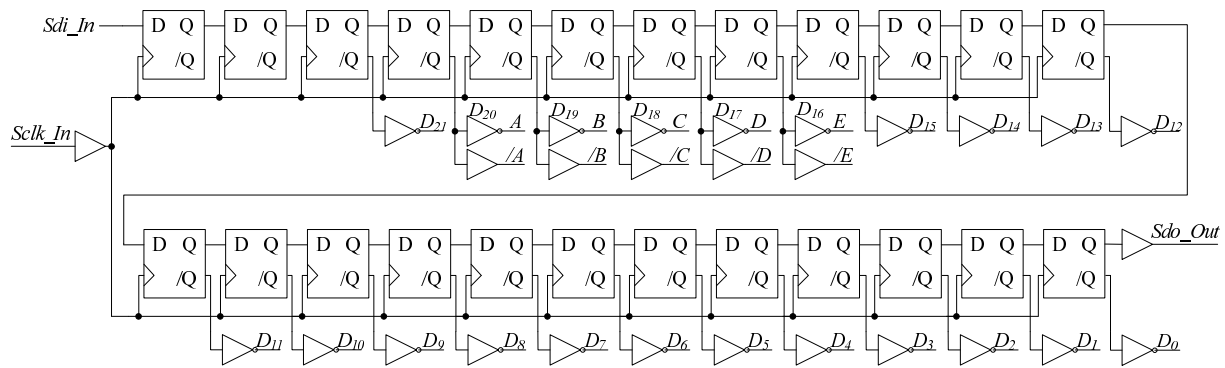 Sdi_In D Q D Q D Q D Q D Q D Q D Q D Q D Q D Q D Q D Q
/Q /Q /Q /Q /Q /Q /Q /Q /Q /Q /Q /Q
Sclk_In D21 D20 A D19 B D18 C D17 D D16 E D15 D14 D13 D12
/A /B /C /D /E
D Q D Q D Q D Q D Q D Q D Q D Q D Q D Q D Q D Q Sdo_Out
/Q /Q /Q /Q /Q /Q /Q /Q /Q /Q /Q /Q
D11 D10 D9 D8 D7 D6 D5 D4 D3 D2 D1 D0